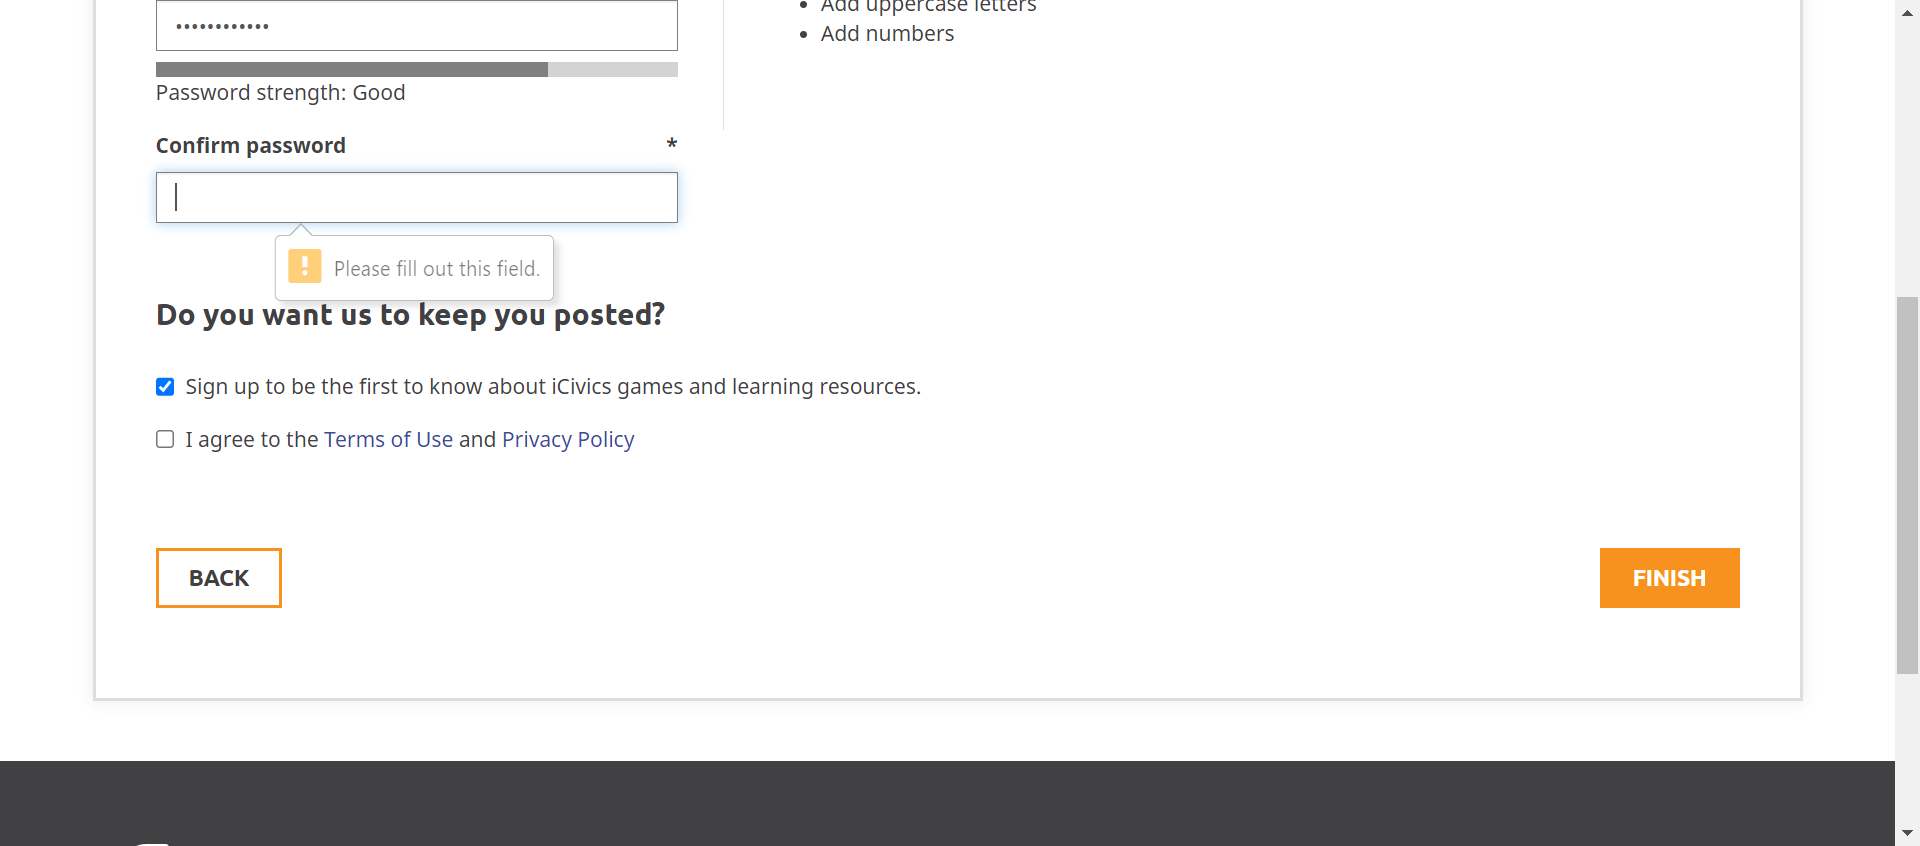 ••••••••••••
Add uppercase letters
Add numbers
Password strength: Good
Confirm password *
Please fill out this field.
Do you want us to keep you posted?
Sign up to be the first to know about iCivics games and learning resources.
I agree to the Terms of Use and Privacy Policy
BACK
FINISH